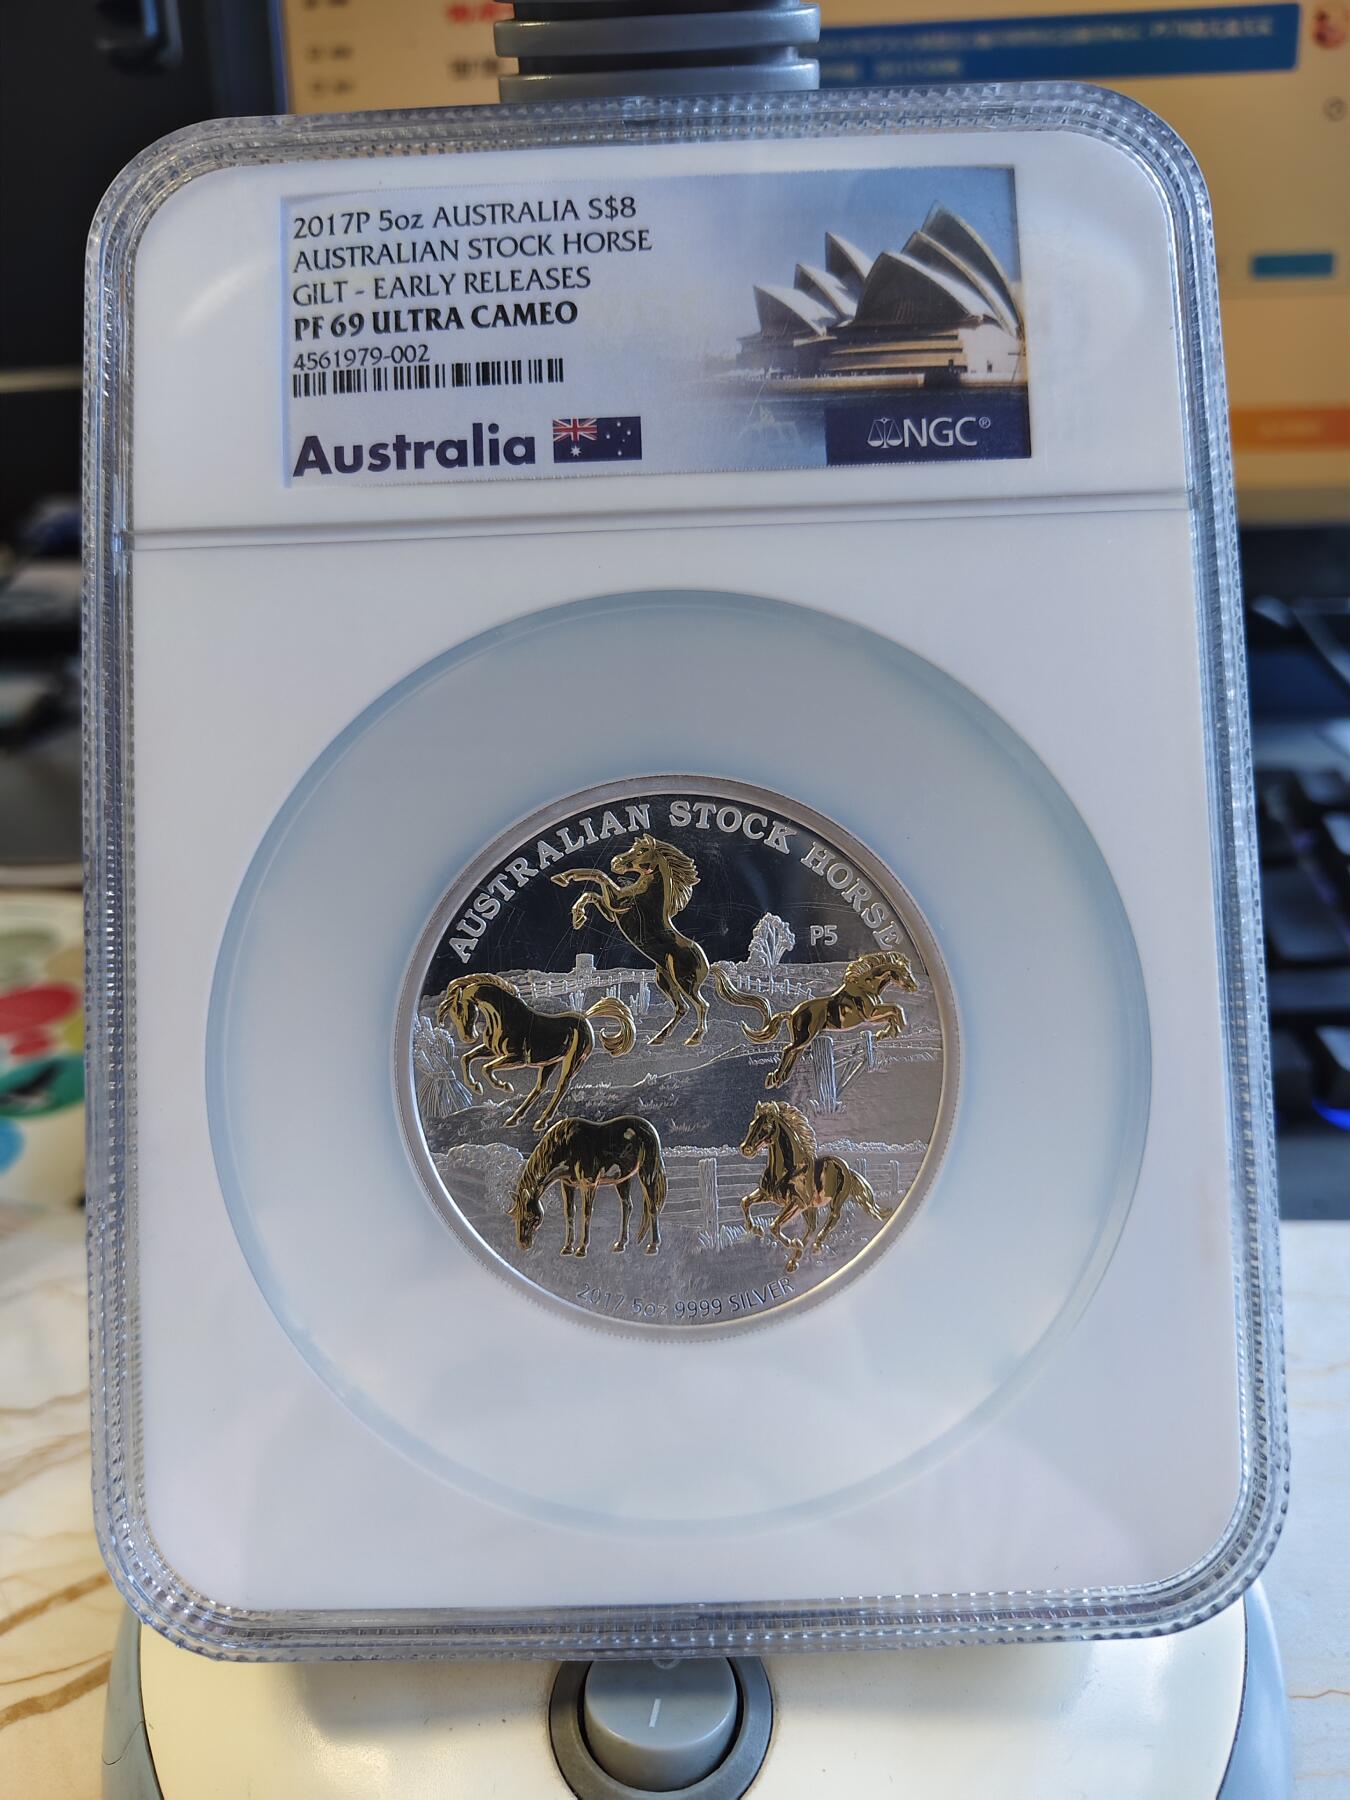 2017P 5oz AUSTRALIA S$8
AUSTRALIAN STOCK HORSE
GILT - EARLY RELEASES
PF 69 ULTRA CAMEO
4561979-002
Australia
NGC®
AUSTRALIAN STOCK HORSE
P5
2017 5oz 9999 SILVER